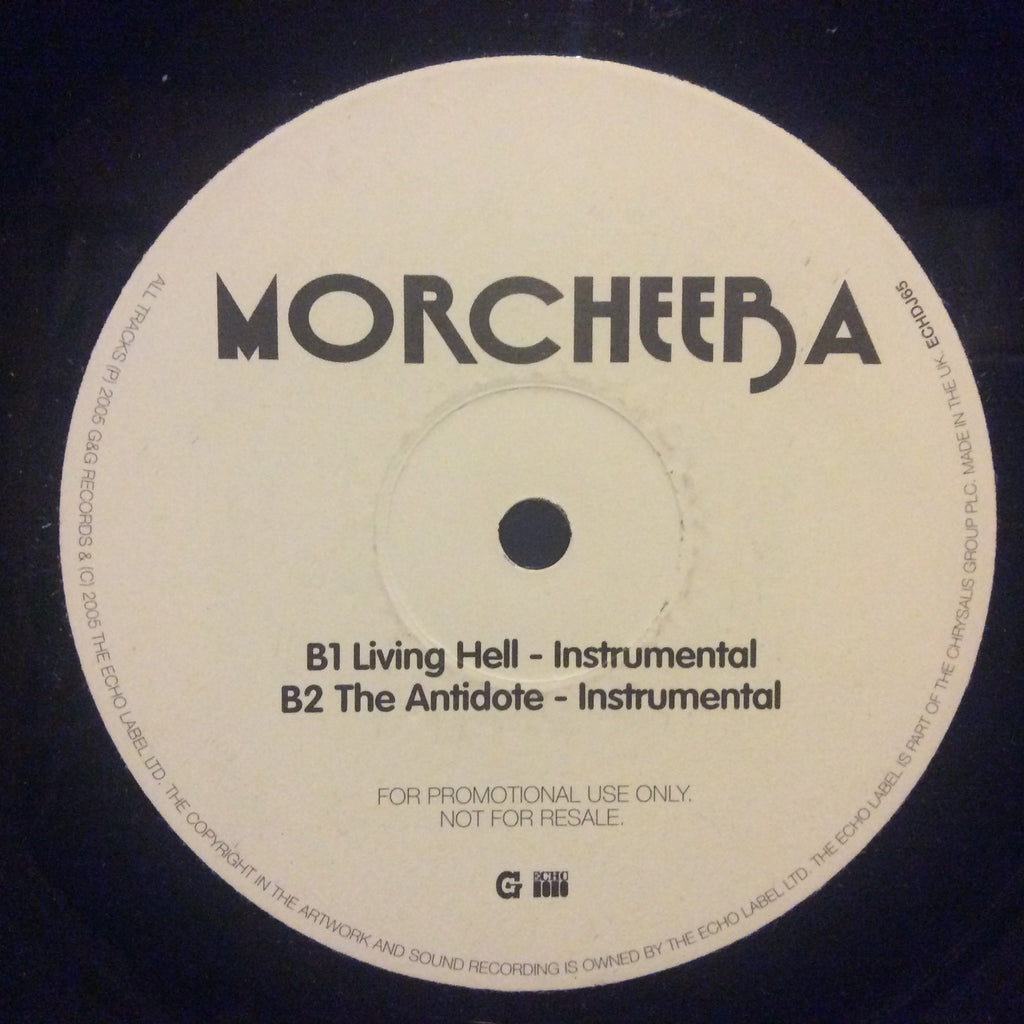 MORCHEEBA
B1 Living Hell - Instrumental
B2 The Antidote - Instrumental
FOR PROMOTIONAL USE ONLY.
NOT FOR RESALE.
G ECHO
ALL TRACKS (P) 2005 G&G RECORDS & (C) 2005 THE ECHO LABEL LTD. THE COPYRIGHT IN THE ARTWORK AND SOUND RECORDING IS OWNED BY THE ECHO LABEL LTD. THE ECHO LABEL IS PART OF THE CHRYSALIS GROUP PLC. MADE IN THE UK. ECHDJ65